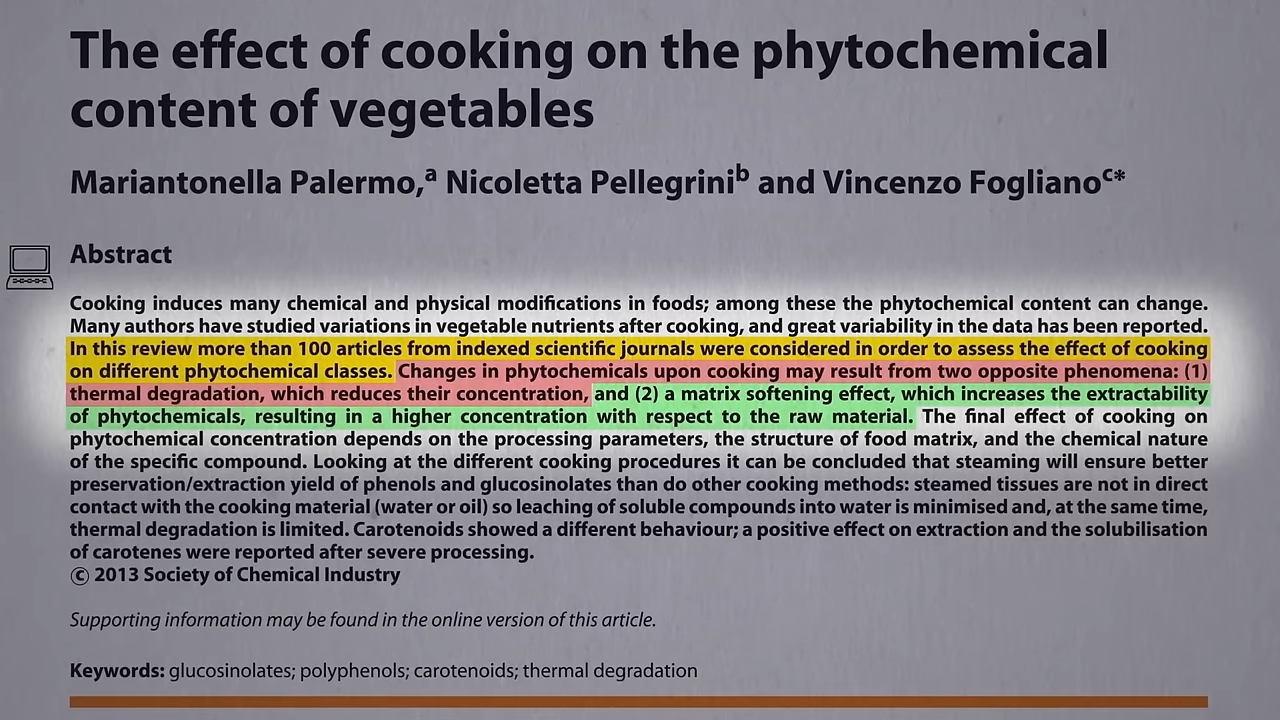 The effect of cooking on the phytochemical
content of vegetables
Mariantonella Palermo,a Nicoletta Pellegrinib and Vincenzo Foglianoc*
Abstract
Cooking induces many chemical and physical modifications in foods; among these the phytochemical content can change.
Many authors have studied variations in vegetable nutrients after cooking, and great variability in the data has been reported.
In this review more than 100 articles from indexed scientific journals were considered in order to assess the effect of cooking
on different phytochemical classes. Changes in phytochemicals upon cooking may result from two opposite phenomena: (1)
thermal degradation, which reduces their concentration, and (2) a matrix softening effect, which increases the extractability
of phytochemicals, resulting in a higher concentration with respect to the raw material. The final effect of cooking on
phytochemical concentration depends on the processing parameters, the structure of food matrix, and the chemical nature
of the specific compound. Looking at the different cooking procedures it can be concluded that steaming will ensure better
preservation/extraction yield of phenols and glucosinolates than do other cooking methods: steamed tissues are not in direct
contact with the cooking material (water or oil) so leaching of soluble compounds into water is minimised and, at the same time,
thermal degradation is limited. Carotenoids showed a different behaviour; a positive effect on extraction and the solubilisation
of carotenes were reported after severe processing.
© 2013 Society of Chemical Industry
Supporting information may be found in the online version of this article.
Keywords: glucosinolates; polyphenols; carotenoids; thermal degradation